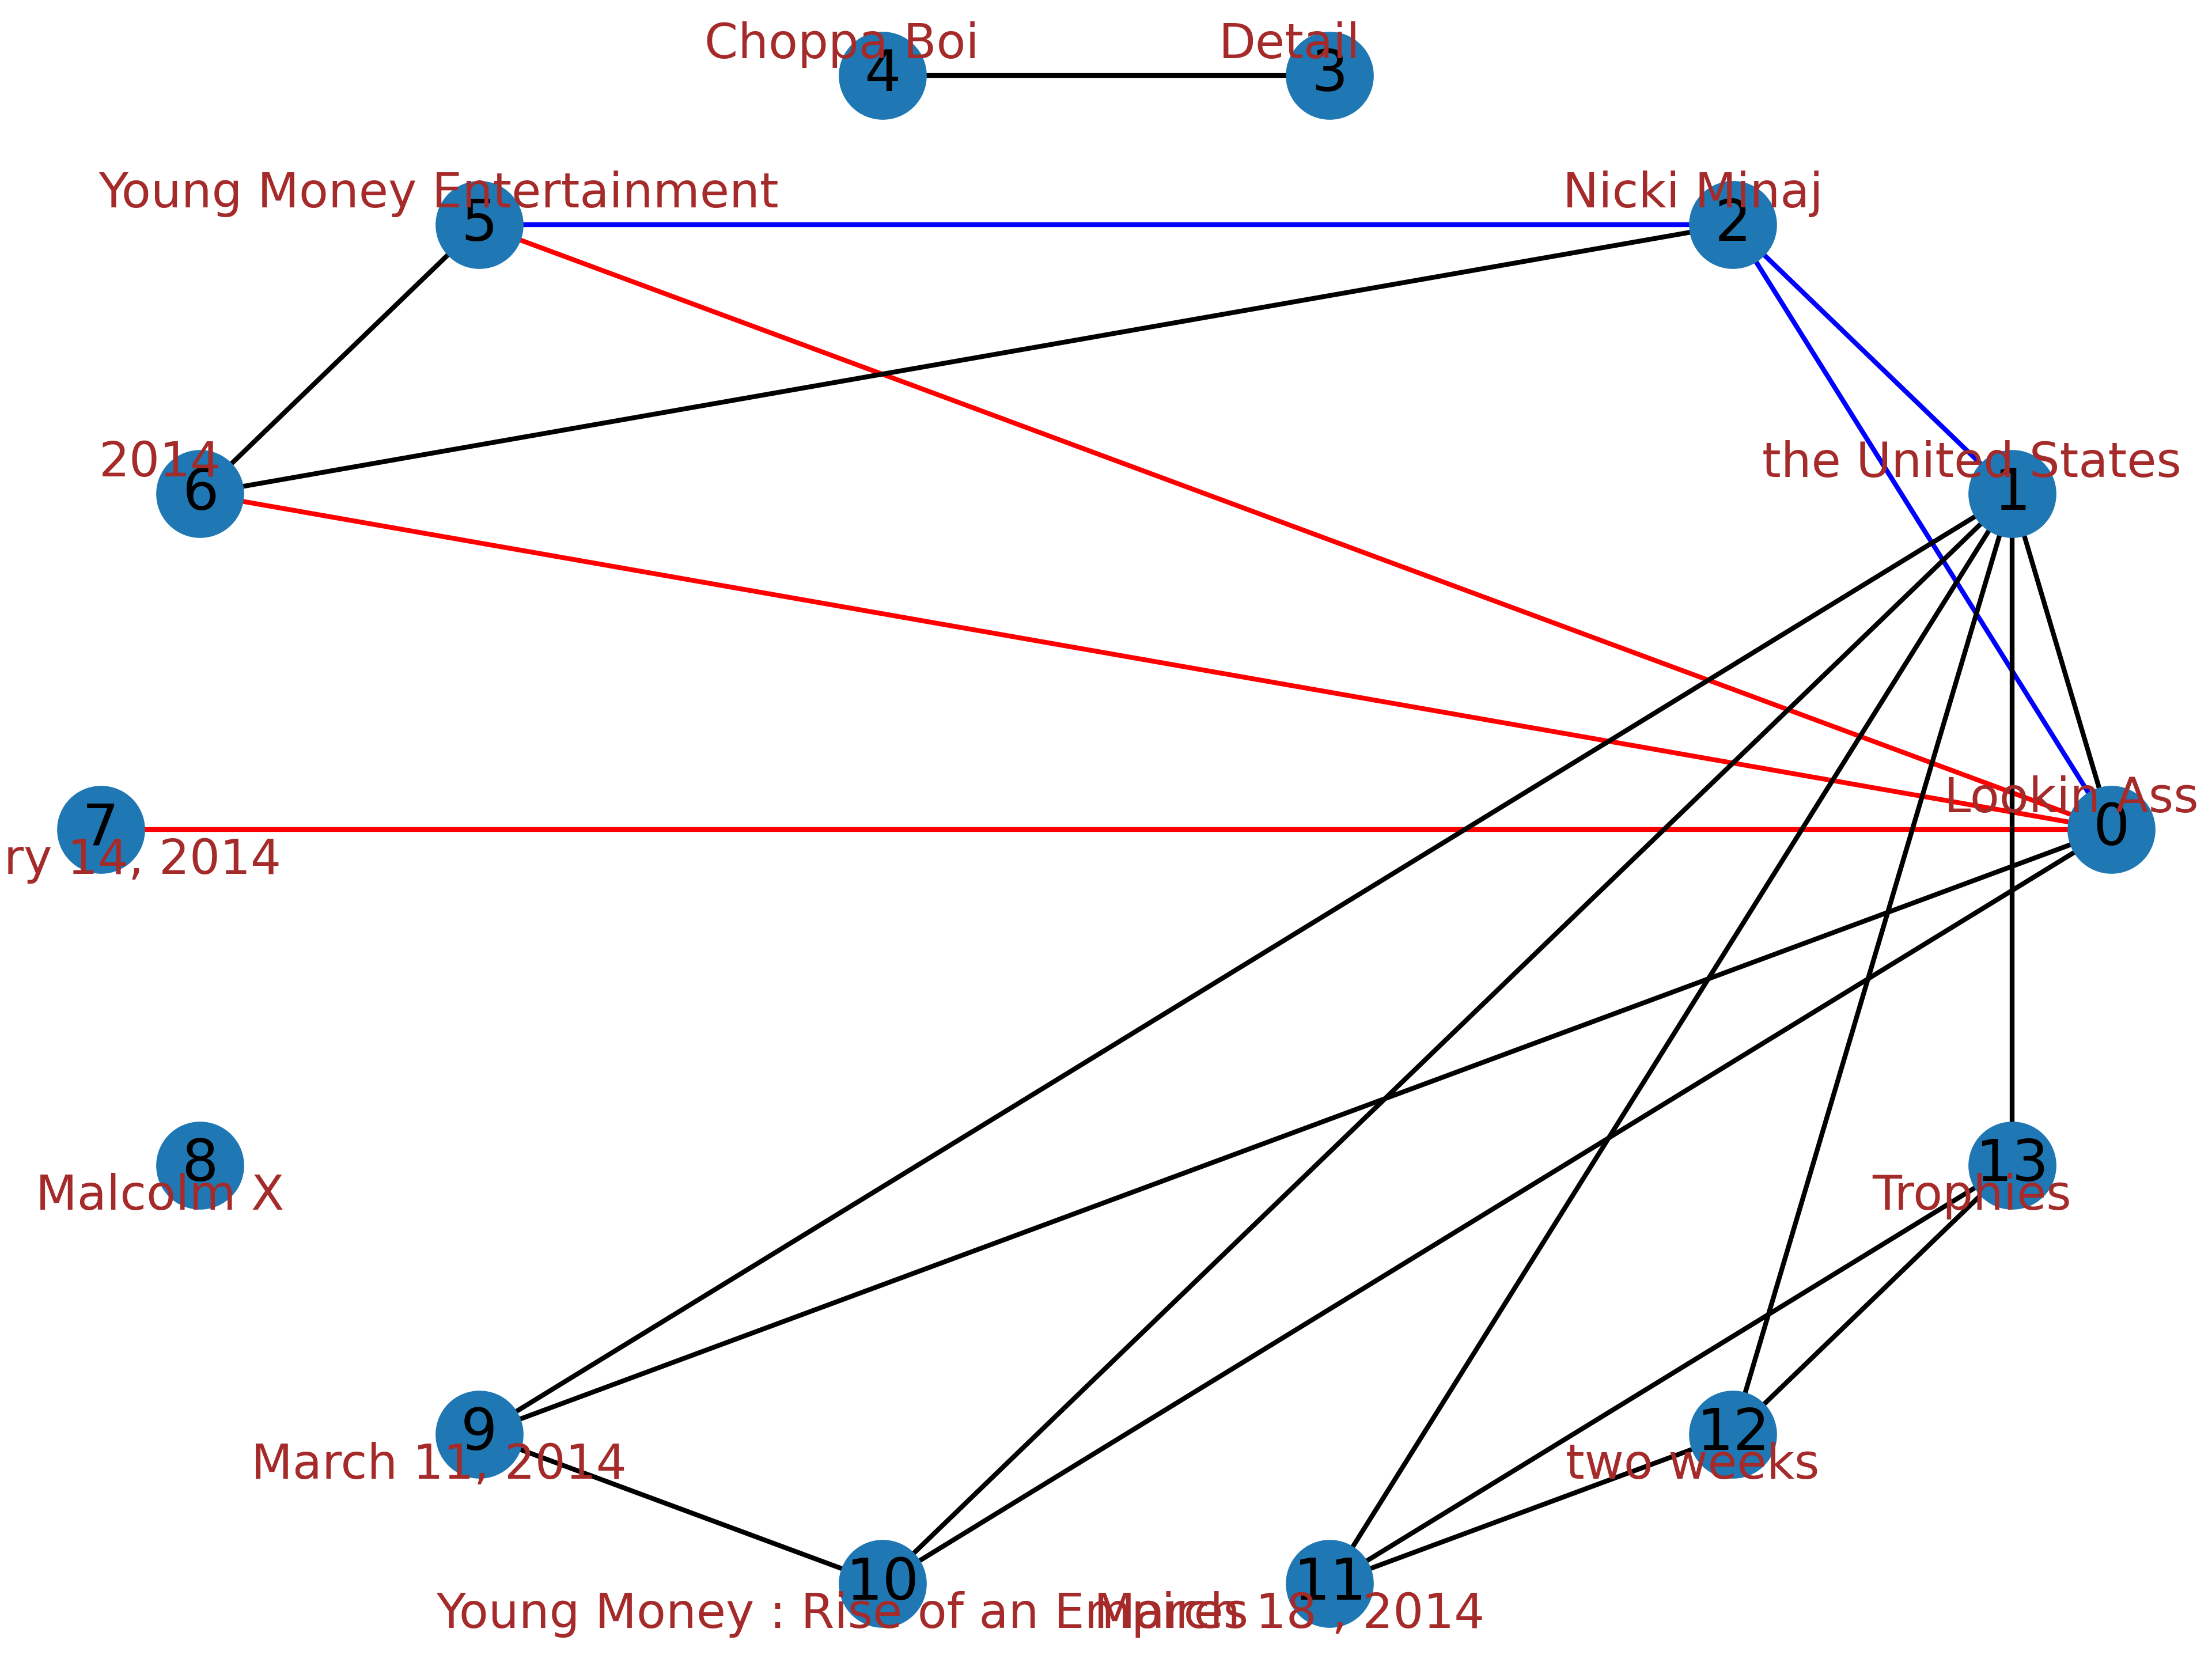 Choppa Boi
4
Detail
3
Young Money Entertainment
5
Nicki Minaj
2
2014
6
the United States
1
Lookin Ass
0
7
ry 14, 2014
8
Malcolm X
13
Trophies
9
March 11, 2014
12
two weeks
10
Young Money : Rise of an Empires
11
March 18 , 2014